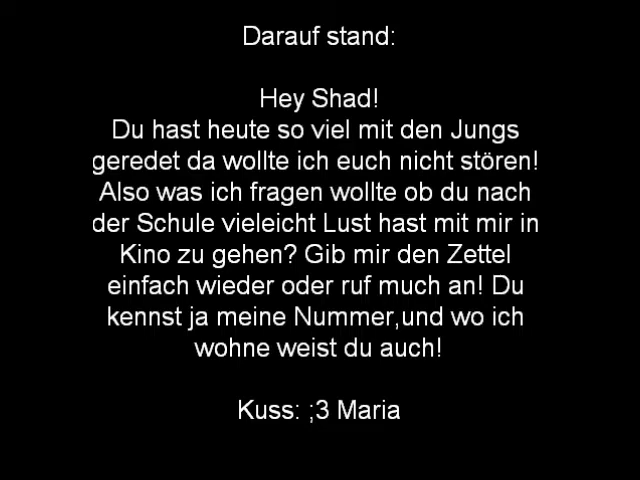 Darauf stand:
Hey Shad!
Du hast heute so viel mit den Jungs
geredet da wollte ich euch nicht stören!
Also was ich fragen wollte ob du nach
der Schule vieleicht Lust hast mit mir in
Kino zu gehen? Gib mir den Zettel
einfach wieder oder ruf much an! Du
kennst ja meine Nummer,und wo ich
wohne weist du auch!
Kuss: ;3 Maria